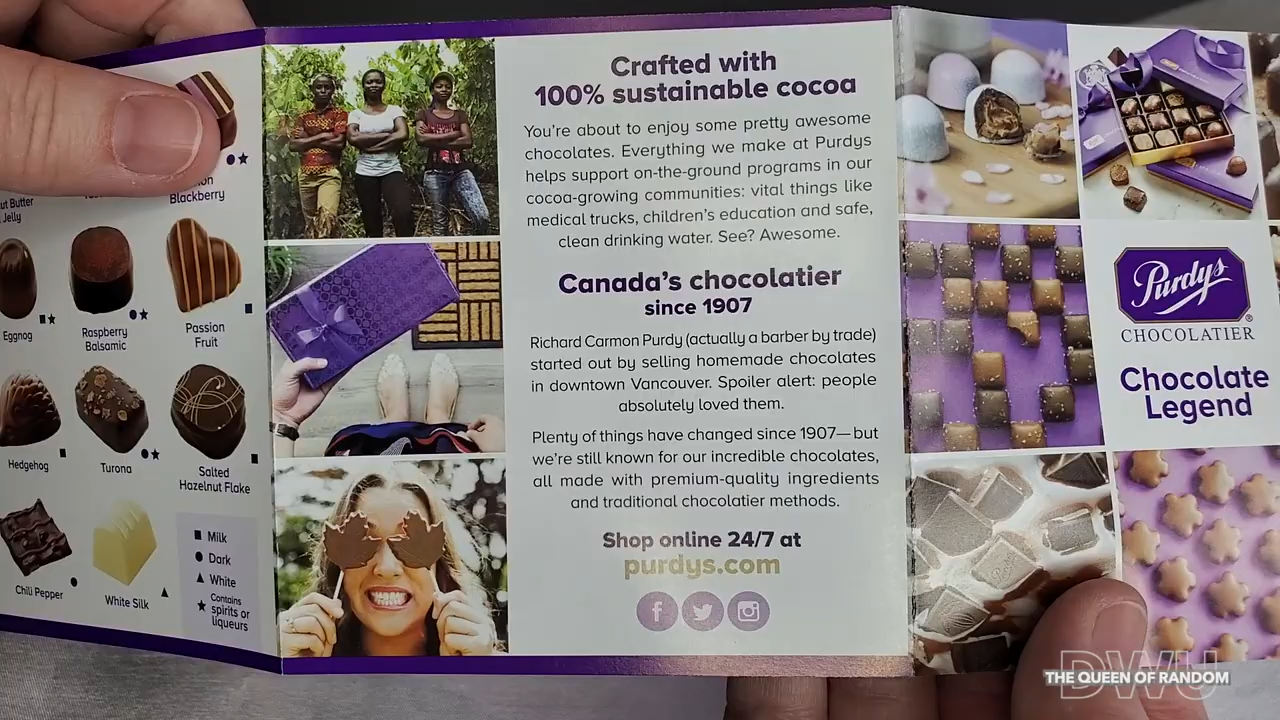 Blackberry
ut Butter
Jelly
Eggnog
Raspberry
Balsamic
Passion
Fruit
Hedgehog
Turona
Salted
Hazelnut Flake
Chili Pepper
White Silk
Milk
Dark
White
Contains
spirits or
liqueurs
Crafted with
100% sustainable cocoa
You're about to enjoy some pretty awesome
chocolates. Everything we make at Purdys
helps support on-the-ground programs in our
cocoa-growing communities: vital things like
medical trucks, children's education and safe,
clean drinking water. See? Awesome.
Canada's chocolatier
since 1907
Richard Carmon Purdy (actually a barber by trade)
started out by selling homemade chocolates
in downtown Vancouver. Spoiler alert: people
absolutely loved them.
Plenty of things have changed since 1907—but
we're still known for our incredible chocolates,
all made with premium-quality ingredients
and traditional chocolatier methods.
Shop online 24/7 at
purdys.com
Purdys
CHOCOLATIER
Chocolate
Legend
DWU
THE QUEEN OF RANDOM